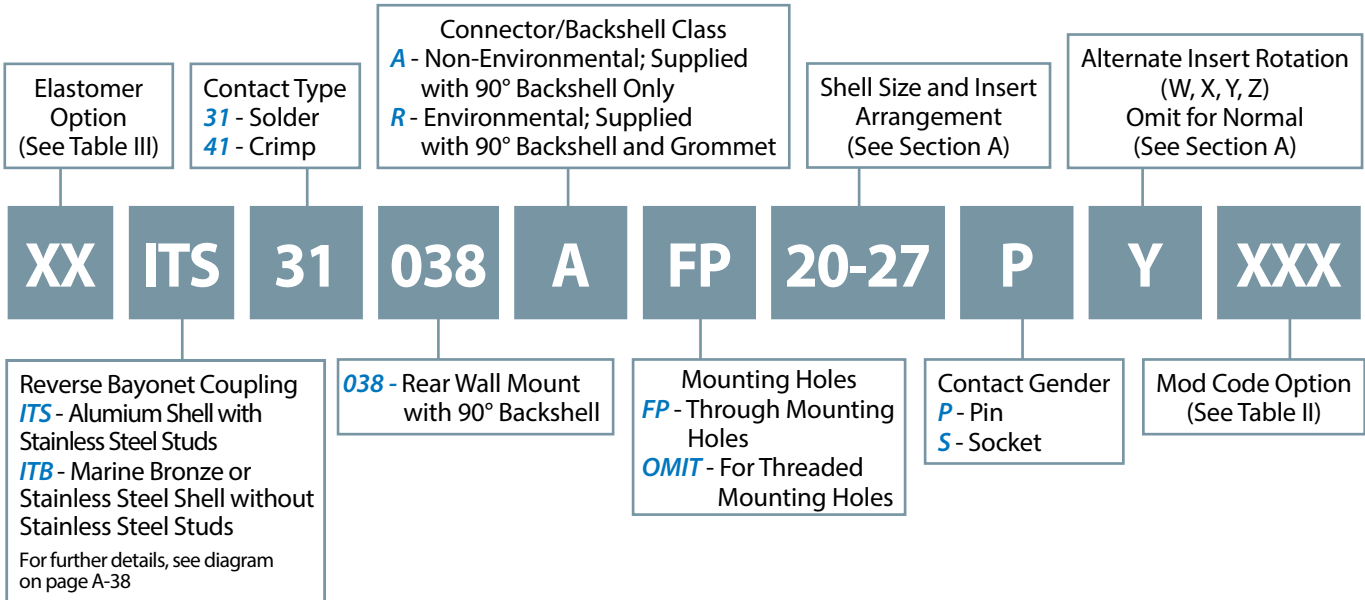 Elastomer
Option
(See Table III)
Contact Type
31 - Solder
41 - Crimp
Connector/Backshell Class
A - Non-Environmental; Supplied
with 90° Backshell Only
R - Environmental; Supplied
with 90° Backshell and Grommet
Shell Size and Insert
Arrangement
(See Section A)
Alternate Insert Rotation
(W, X, Y, Z)
Omit for Normal
(See Section A)
XX ITS 31 038 A FP 20-27 P Y XXX
Reverse Bayonet Coupling
ITS - Alumium Shell with
Stainless Steel Studs
ITB - Marine Bronze or
Stainless Steel Shell without
Stainless Steel Studs
For further details, see diagram
on page A-38
038 - Rear Wall Mount
with 90° Backshell
Mounting Holes
FP - Through Mounting
Holes
OMIT - For Threaded
Mounting Holes
Contact Gender
P - Pin
S - Socket
Mod Code Option
(See Table II)